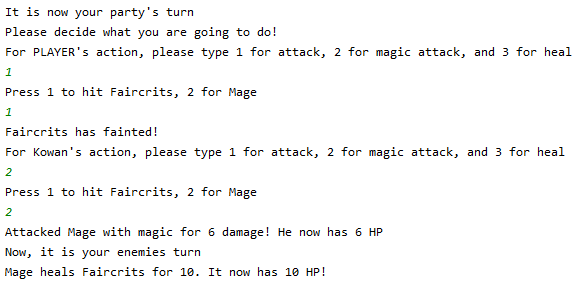 It is now your party's turn
Please decide what you are going to do!
For PLAYER's action, please type 1 for attack, 2 for magic attack, and 3 for heal
1
Press 1 to hit Faircrits, 2 for Mage
1
Faircrits has fainted!
For Kowan's action, please type 1 for attack, 2 for magic attack, and 3 for heal
2
Press 1 to hit Faircrits, 2 for Mage
2
Attacked Mage with magic for 6 damage! He now has 6 HP
Now, it is your enemies turn
Mage heals Faircrits for 10. It now has 10 HP!